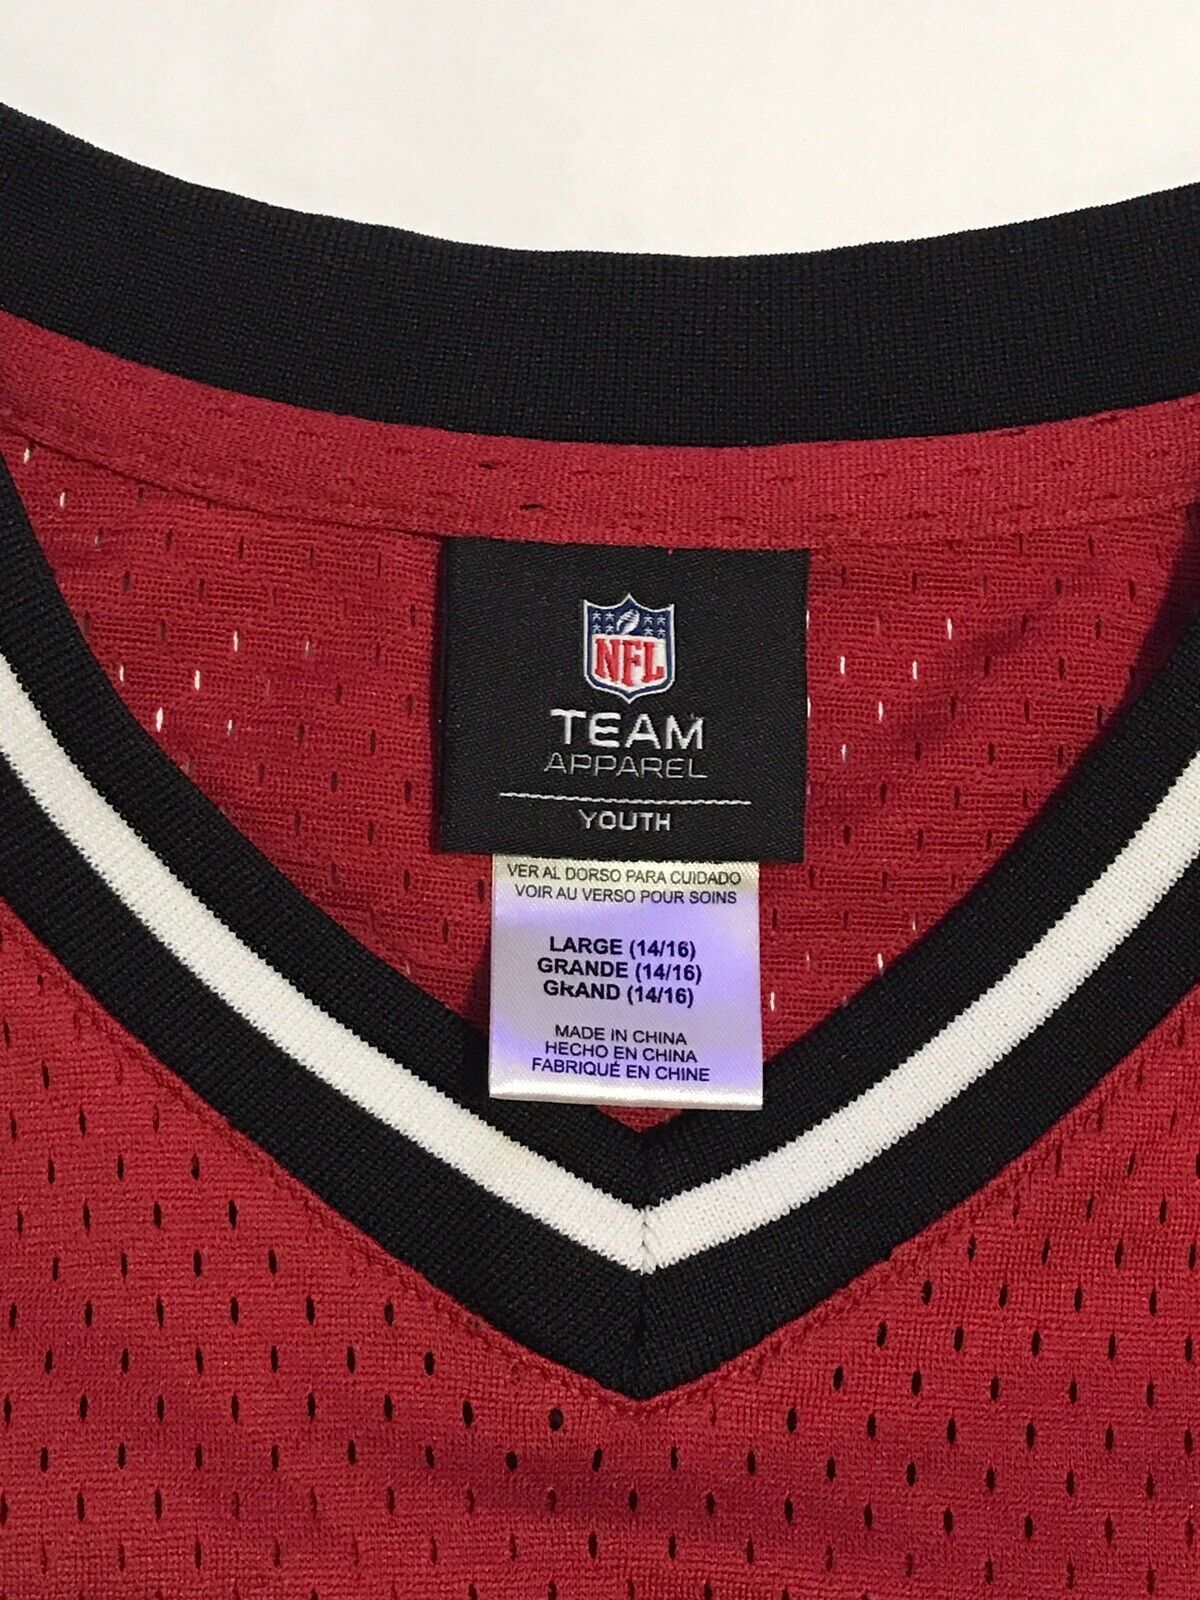 NFL
TEAM
APPAREL
YOUTH
VER AL DORSO PARA CUIDADO
VOIR AU VERSO POUR SOINS
LARGE (14/16)
GRANDE (14/16)
GRAND (14/16)
MADE IN CHINA
HECHO EN CHINA
FABRIQUÉ EN CHINE